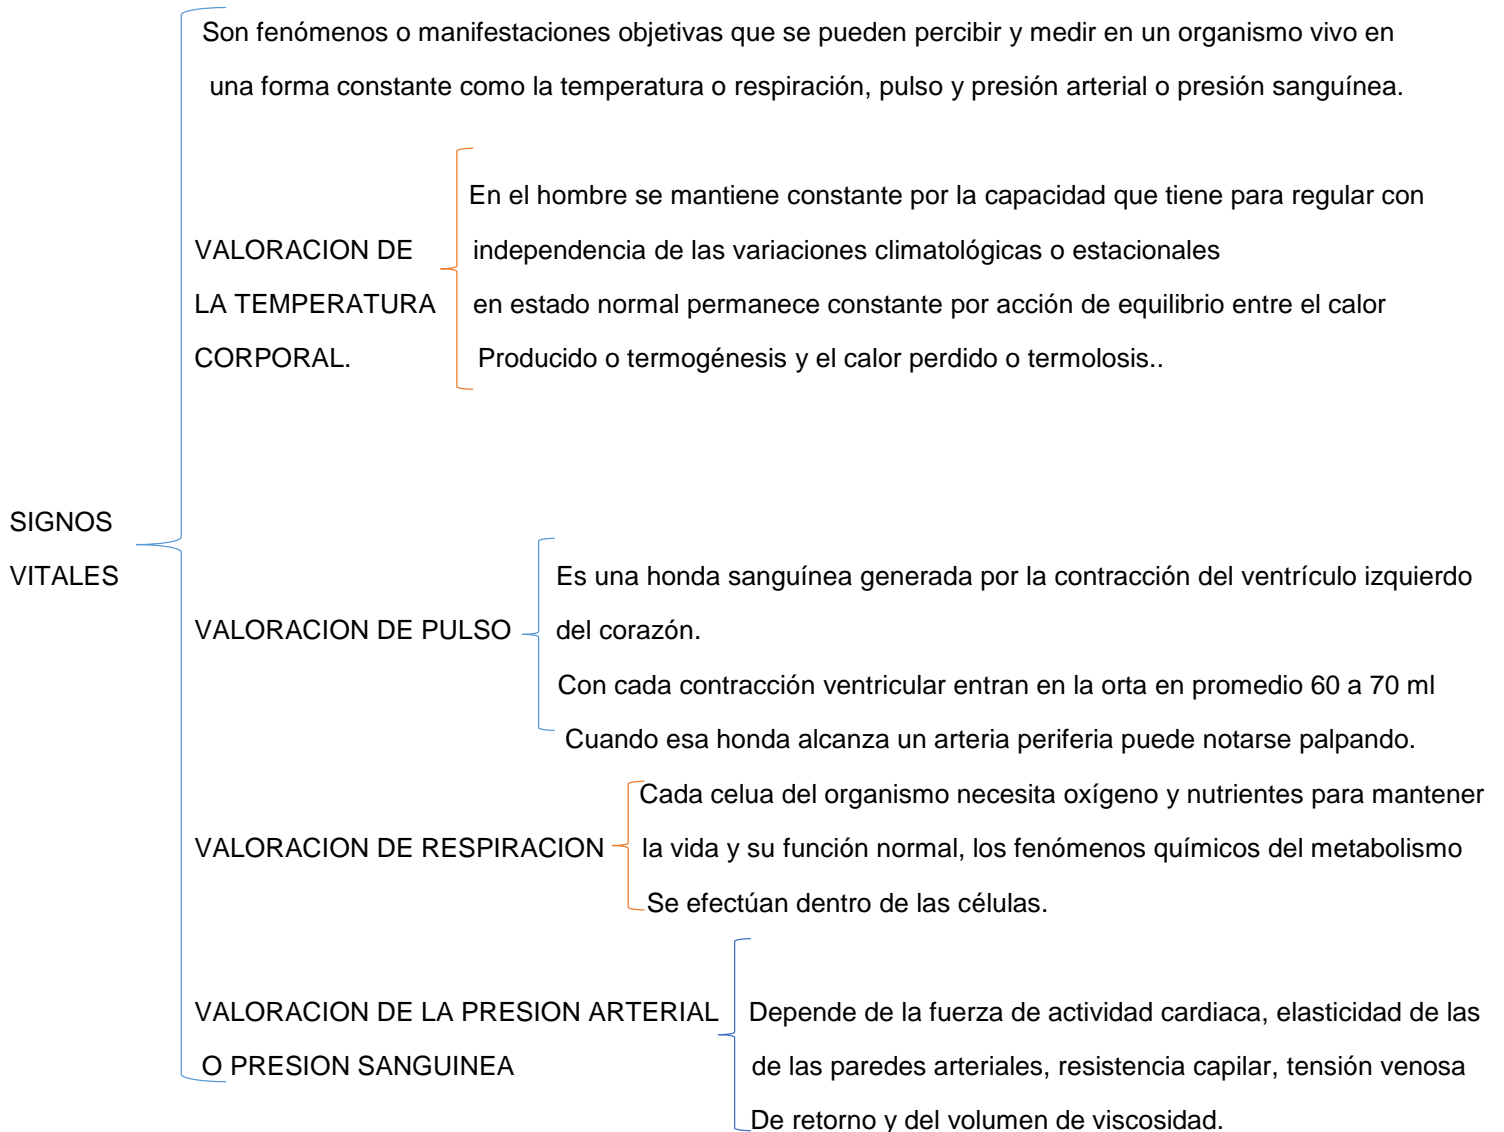 Son fenómenos o manifestaciones objetivas que se pueden percibir y medir en un organismo vivo en
una forma constante como la temperatura o respiración, pulso y presión arterial o presión sanguínea.
En el hombre se mantiene constante por la capacidad que tiene para regular con
VALORACION DE independencia de las variaciones climatológicas o estacionales
LA TEMPERATURA en estado normal permanece constante por acción de equilibrio entre el calor
CORPORAL. Producido o termogénesis y el calor perdido o termolosis..
SIGNOS
VITALES Es una honda sanguínea generada por la contracción del ventrículo izquierdo
VALORACION DE PULSO del corazón.
Con cada contracción ventricular entran en la orta en promedio 60 a 70 ml
Cuando esa honda alcanza un arteria periferia puede notarse palpando.
Cada celua del organismo necesita oxígeno y nutrientes para mantener
VALORACION DE RESPIRACION la vida y su función normal, los fenómenos químicos del metabolismo
Se efectúan dentro de las células.
VALORACION DE LA PRESION ARTERIAL Depende de la fuerza de actividad cardiaca, elasticidad de las
O PRESION SANGUINEA de las paredes arteriales, resistencia capilar, tensión venosa
De retorno y del volumen de viscosidad.